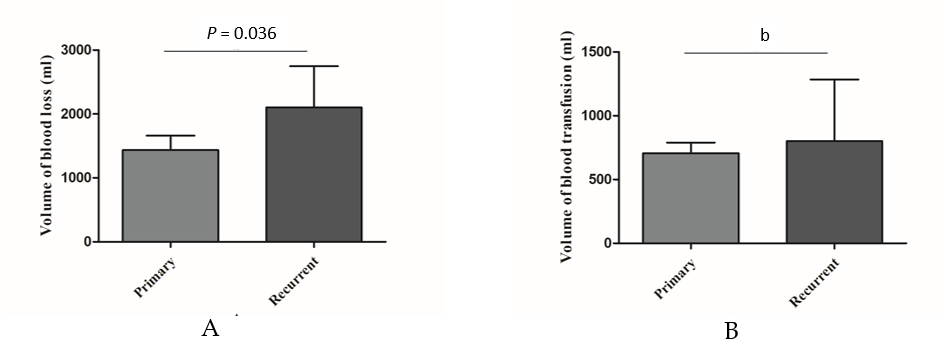 P = 0.036
Volume of blood loss (ml)
3000
2000
1000
0
Primary
Recurrent
A
b
Volume of blood transfusion (ml)
1500
1000
500
0
Primary
Recurrent
B